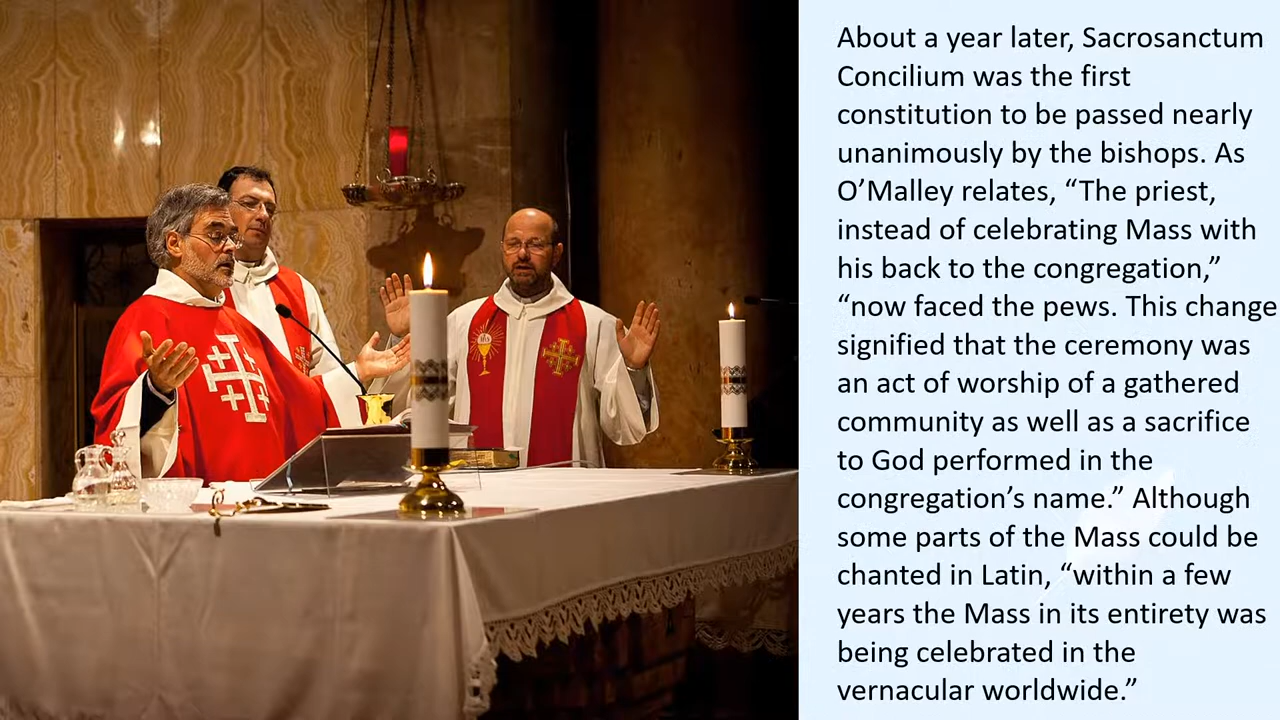 About a year later, Sacrosanctum
Concilium was the first
constitution to be passed nearly
unanimously by the bishops. As
O’Malley relates, “The priest,
instead of celebrating Mass with
his back to the congregation,”
“now faced the pews. This change
signified that the ceremony was
an act of worship of a gathered
community as well as a sacrifice
to God performed in the
congregation’s name.” Although
some parts of the Mass could be
chanted in Latin, “within a few
years the Mass in its entirety was
being celebrated in the
vernacular worldwide.”